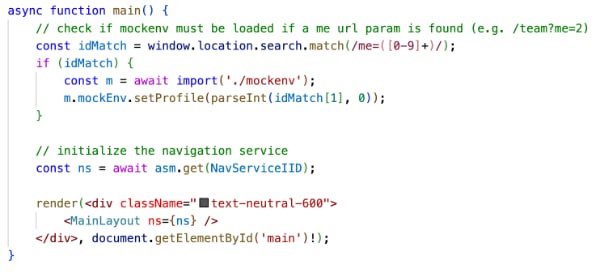 async function main() {
    // check if mockenv must be loaded if a me url param is found (e.g. /team?me=2)
    const idMatch = window.location.search.match(/me=([0-9]+)/);
    if (idMatch) {
        const m = await import('./mockenv');
        m.mockEnv.setProfile(parseInt(idMatch[1], 0));
    }

    // initialize the navigation service
    const ns = await asm.get(NavServiceIID);

    render(<div className="text-neutral-600">
        <MainLayout ns={ns} />
    </div>, document.getElementById('main')!);
}